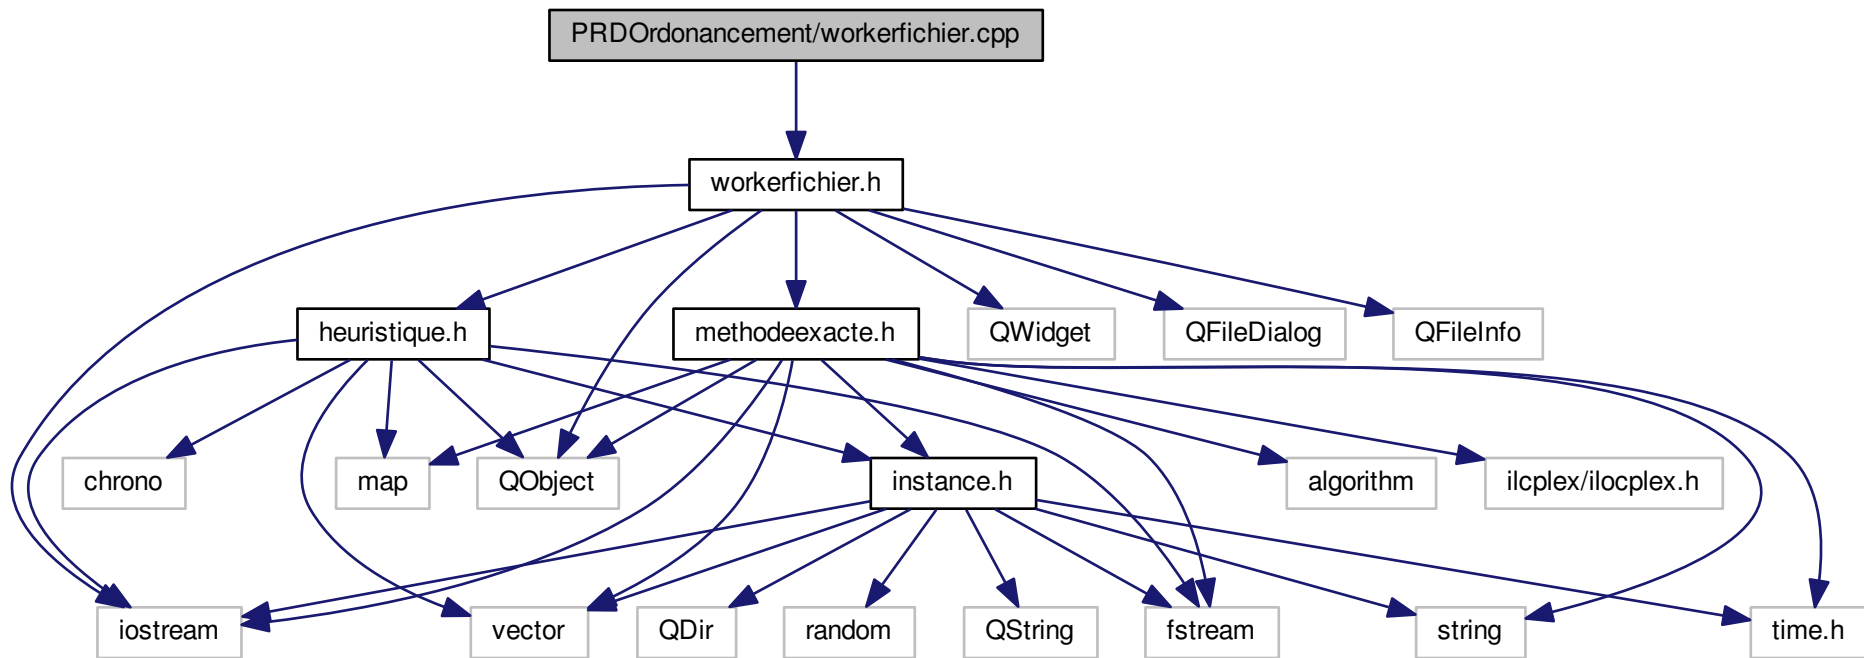 PRDOrdonancement/workerfichier.cpp
workerfichier.h
heuristique.h
methodeexacte.h
QWidget
QFileDialog
QFileInfo
chrono
map
QObject
instance.h
algorithm
ilcplex/ilocplex.h
iostream
vector
QDir
random
QString
fstream
string
time.h